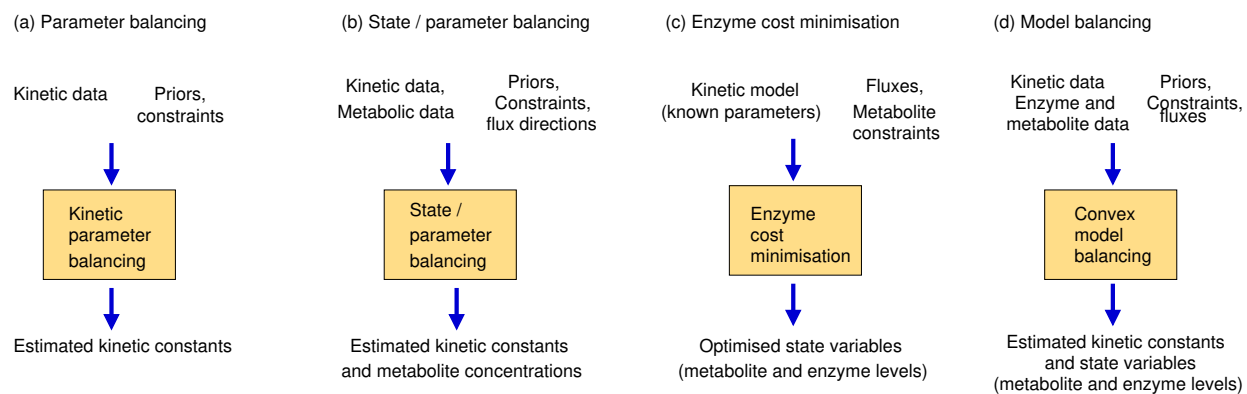 (a) Parameter balancing
Kinetic data
Priors,
constraints
Kinetic
parameter
balancing
Estimated kinetic constants
(b) State / parameter balancing
Kinetic data,
Metabolic data
Priors,
Constraints,
flux directions
State /
parameter
balancing
Estimated kinetic constants
and metabolite concentrations
(c) Enzyme cost minimisation
Kinetic model
(known parameters)
Fluxes,
Metabolite
constraints
Enzyme
cost
minimisation
Optimised state variables
(metabolite and enzyme levels)
(d) Model balancing
Kinetic data
Enzyme and
metabolite data
Priors,
Constraints,
fluxes
Convex
model
balancing
Estimated kinetic constants
and state variables
(metabolite and enzyme levels)